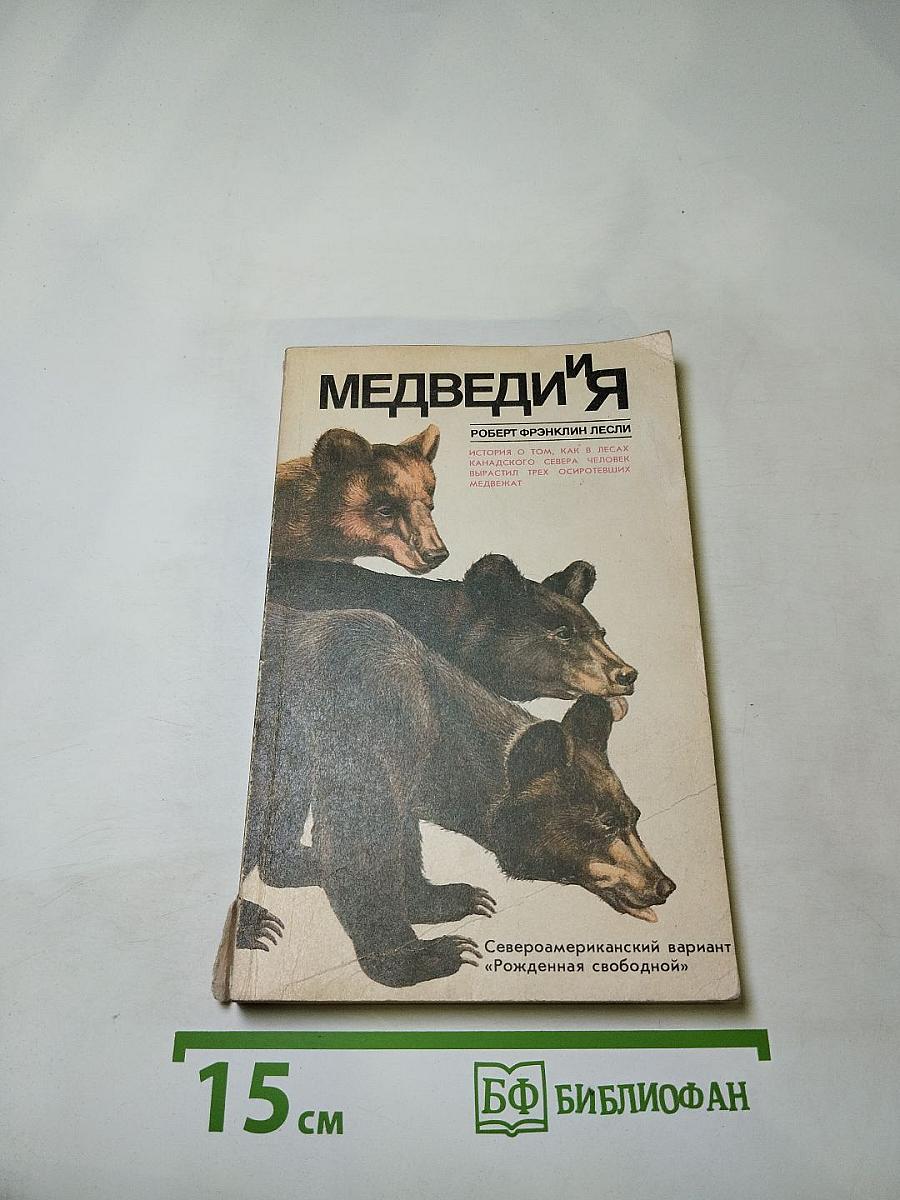 МЕДВЕДИ И Я
РОБЕРТ ФРЭНКЛИН ЛЕСЛИ
ИСТОРИЯ О ТОМ, КАК В ЛЕСАХ
КАНАДСКОГО СЕВЕРА ЧЕЛОВЕК
ВЫРАСТИЛ ТРЕХ ОСИРОТЕВШИХ
МЕДВЕЖАТ
Североамериканский вариант
«Рожденная свободной»
15 см
БФ БИБЛИОФАН